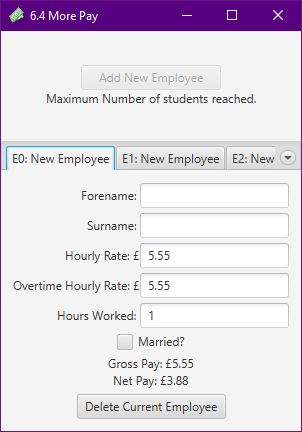 6.4 More Pay
Add New Employee
Maximum Number of students reached.
E0: New Employee E1: New Employee E2: New
Forename:
Surname:
Hourly Rate: £ 5.55
Overtime Hourly Rate: £ 5.55
Hours Worked: 1
Married?
Gross Pay: £5.55
Net Pay: £3.88
Delete Current Employee